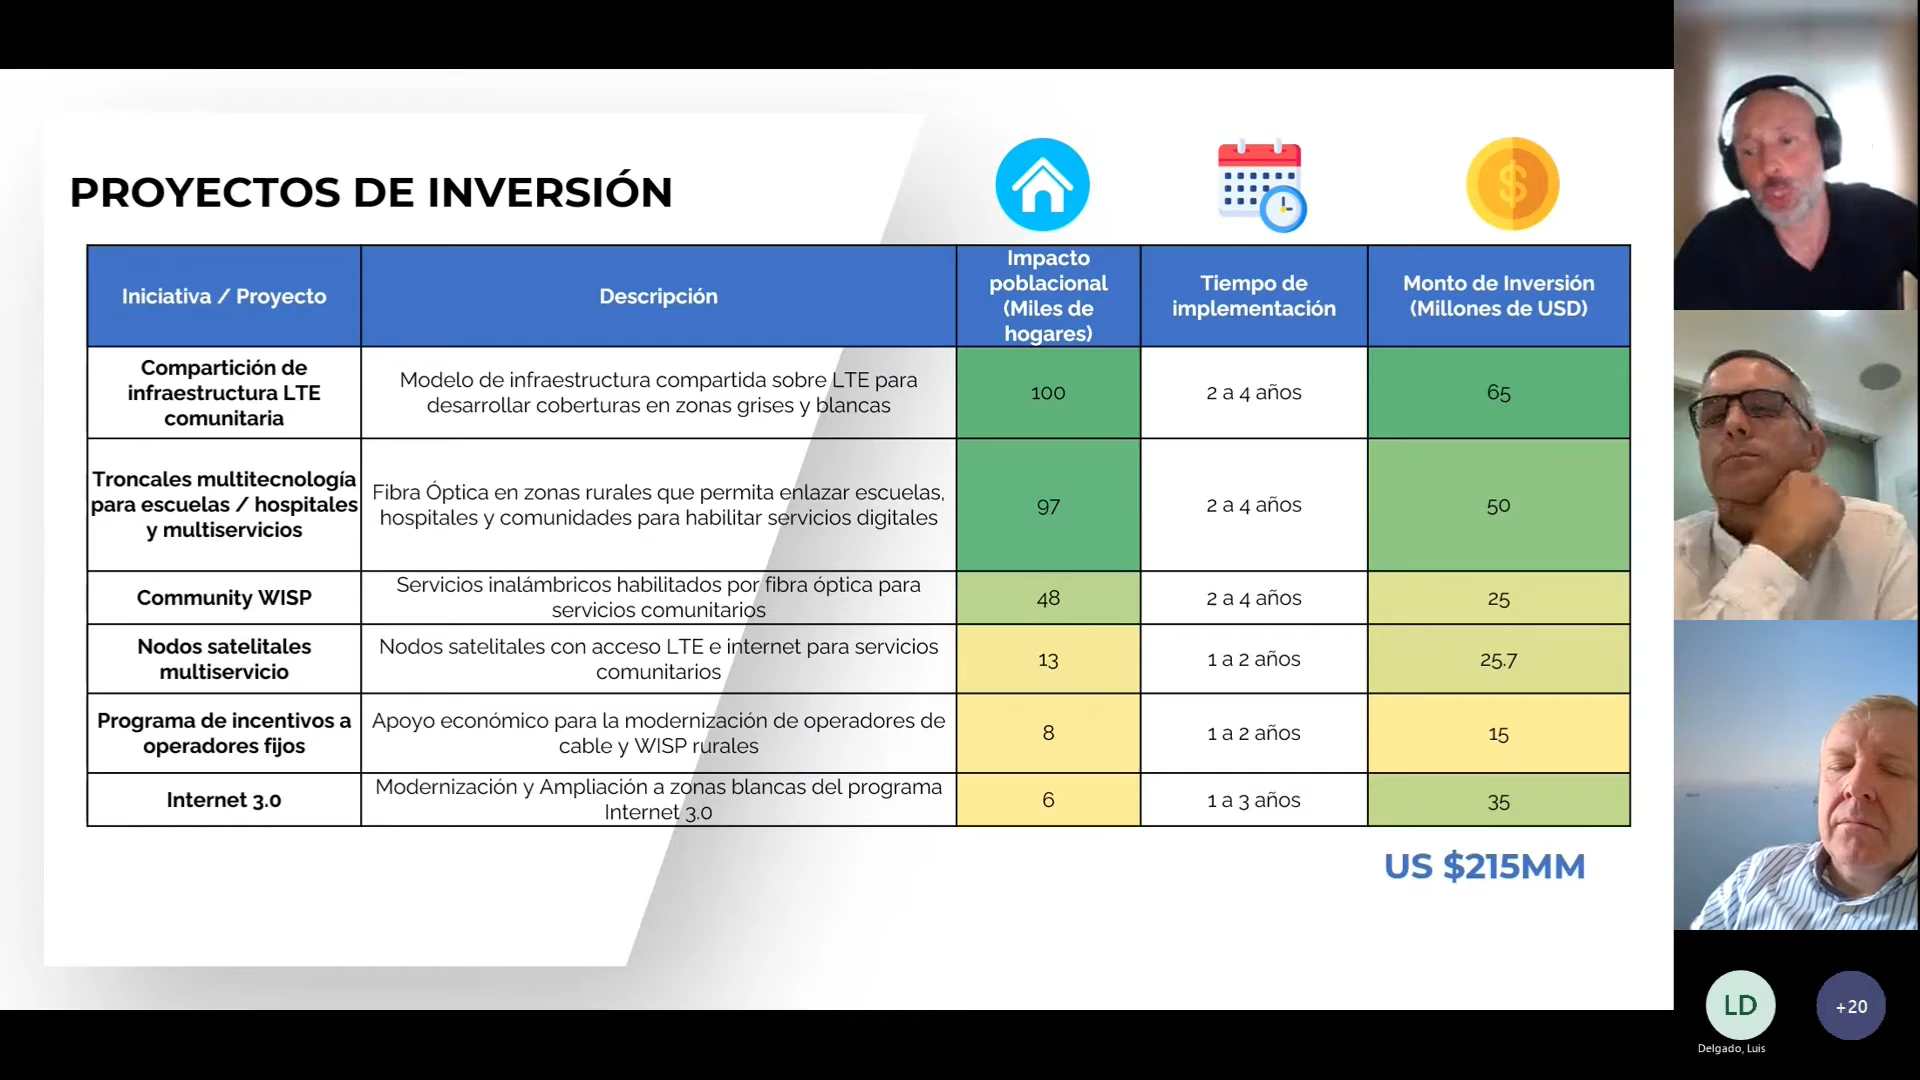 PROYECTOS DE INVERSIÓN
$
Iniciativa / Proyecto
Descripción
Impacto
poblacional
(Miles de
hogares)
Tiempo de
implementación
Monto de Inversión
(Millones de USD)
Compartición de
infraestructura LTE
comunitaria
Modelo de infraestructura compartida sobre LTE para
desarrollar coberturas en zonas grises y blancas
100
2 a 4 años
65
Troncales multitecnología
para escuelas / hospitales
y multiservicios
Fibra Óptica en zonas rurales que permita enlazar escuelas,
hospitales y comunidades para habilitar servicios digitales
97
2 a 4 años
50
Community WISP
Servicios inalámbricos habilitados por fibra óptica para
servicios comunitarios
48
2 a 4 años
25
Nodos satelitales
multiservicio
Nodos satelitales con acceso LTE e internet para servicios
comunitarios
13
1 a 2 años
25.7
Programa de incentivos a
operadores fijos
Apoyo económico para la modernización de operadores de
cable y WISP rurales
8
1 a 2 años
15
Internet 3.0
Modernización y Ampliación a zonas blancas del programa
Internet 3.0
6
1 a 3 años
35
US $215MM
LD
Delgado, Luis
+20